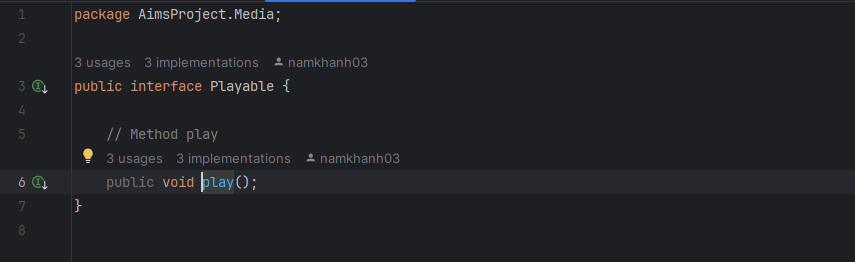 1 package AimsProject.Media;
2
3 usages 3 implementations namkhanh03
3 public interface Playable {
4
5 // Method play
3 usages 3 implementations namkhanh03
6 public void play();
7 }
8